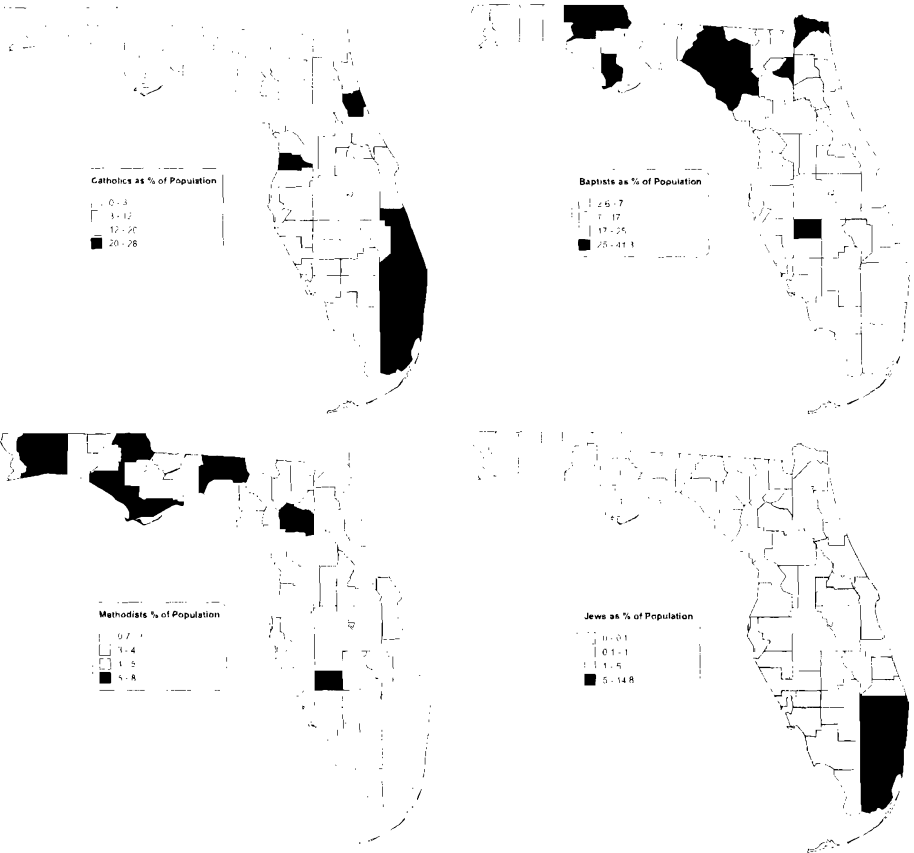 Catholics as % of Population
0 - 3
3 - 12
12 - 20
20 - 28
Baptists as % of Population
2.6 - 7
7 - 17
17 - 25
25 - 41.3
Methodists % of Population
3 - 4
4 - 5
5 - 8
Jews as % of Population
0 - 0.1
0.1 - 1
1 - 5
5 - 14.8